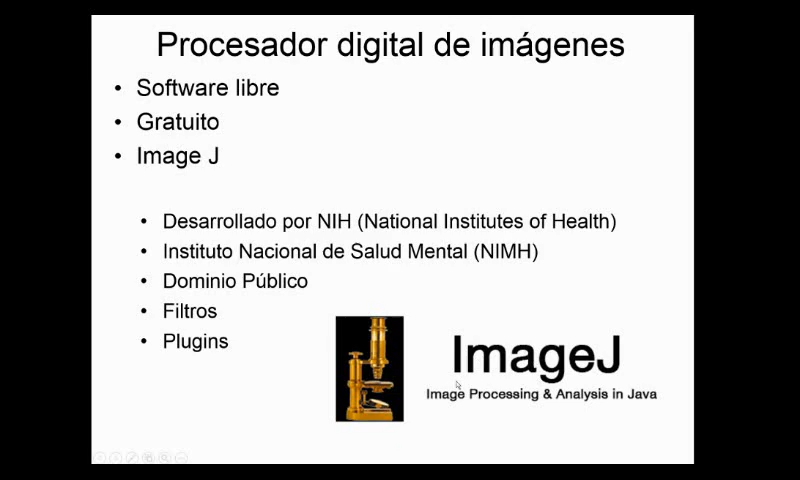 Procesador digital de imágenes
• Software libre
• Gratuito
• Image J
• Desarrollado por NIH (National Institutes of Health)
• Instituto Nacional de Salud Mental (NIMH)
• Dominio Público
• Filtros
• Plugins
ImageJ
Image Processing & Analysis in Java